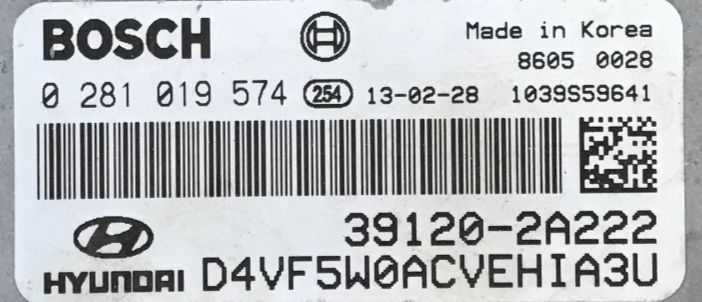 BOSCH
Made in Korea
8605 0028
0 281 019 574 254 13-02-28 1039S59641
39120-2A222
HYUNDAI D4VF5W0ACVEHIA3U